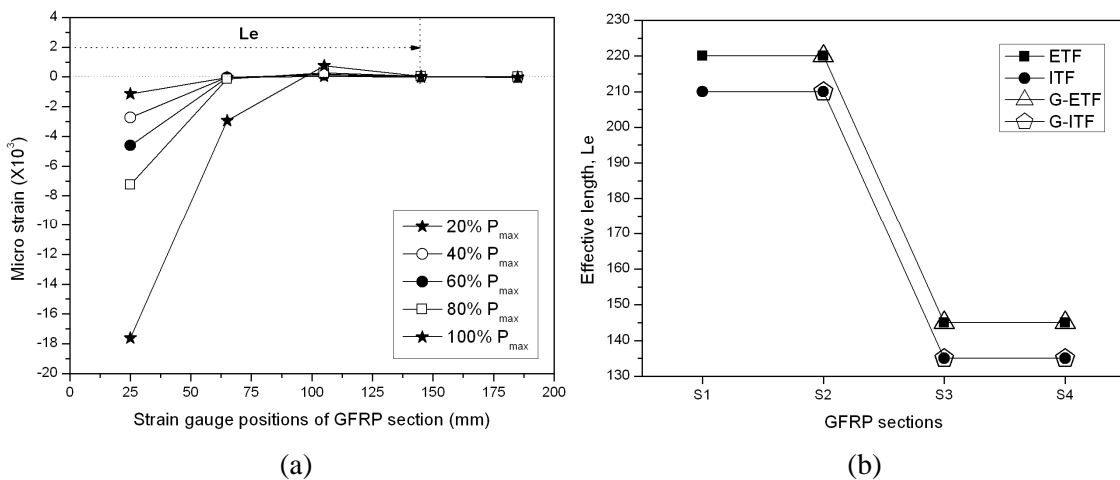 4
2
0
-2
-4
-6
-8
-10
-12
-14
-16
-18
-20
Micro strain (X10³)
Le
20% Pmax
40% Pmax
60% Pmax
80% Pmax
100% Pmax
0 25 50 75 100 125 150 175 200
Strain gauge positions of GFRP section (mm)
(a)
230
220
210
200
190
180
170
160
150
140
130
Effective length, Le
ETF
ITF
G-ETF
G-ITF
S1 S2 S3 S4
GFRP sections
(b)